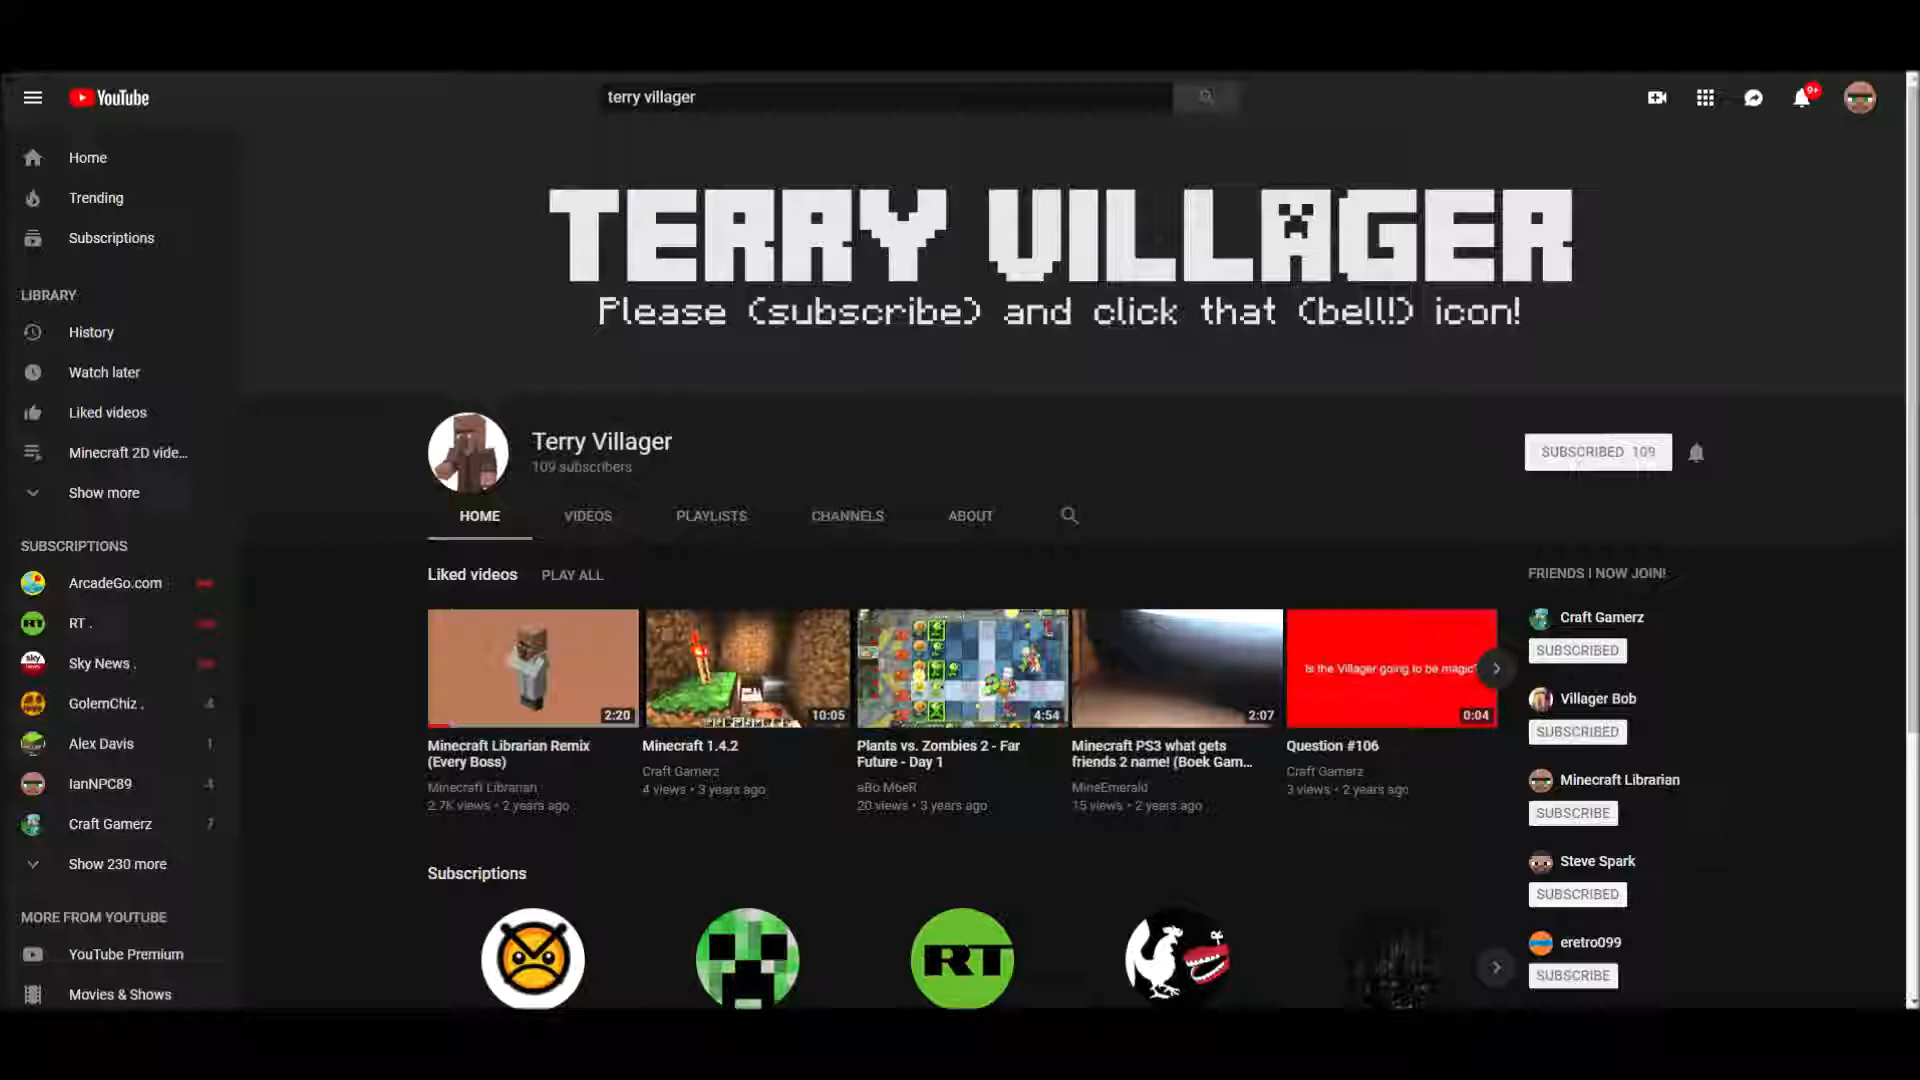 YouTube
terry villager
9+
Home
Trending
Subscriptions
LIBRARY
History
Watch later
Liked videos
Minecraft 2D vide...
Show more
SUBSCRIPTIONS
ArcadeGo.com
RT .
Sky News .
GolemChiz .
4
Alex Davis
1
IanNPC89
4
Craft Gamerz
7
Show 230 more
MORE FROM YOUTUBE
YouTube Premium
Movies & Shows
TERRY VILLAGER
Please (subscribe) and click that (bell!) icon!
Terry Villager
109 subscribers
SUBSCRIBED 109
HOME
VIDEOS
PLAYLISTS
CHANNELS
ABOUT
Liked videos
PLAY ALL
2:20
Minecraft Librarian Remix
(Every Boss)
Minecraft Librarian
2.7K views • 2 years ago
10:05
Minecraft 1.4.2
Craft Gamerz
4 views • 3 years ago
4:54
Plants vs. Zombies 2 - Far
Future - Day 1
aBo MoeR
20 views • 3 years ago
2:07
Minecraft PS3 what gets
friends 2 name! (Boek Gam...
MineEmerald
15 views • 2 years ago
Is the Villager going to be magic?
0:04
Question #106
Craft Gamerz
3 views • 2 years ago
Subscriptions
RT
FRIENDS I NOW JOIN!
Craft Gamerz
SUBSCRIBED
Villager Bob
SUBSCRIBED
Minecraft Librarian
SUBSCRIBE
Steve Spark
SUBSCRIBED
eretro099
SUBSCRIBE